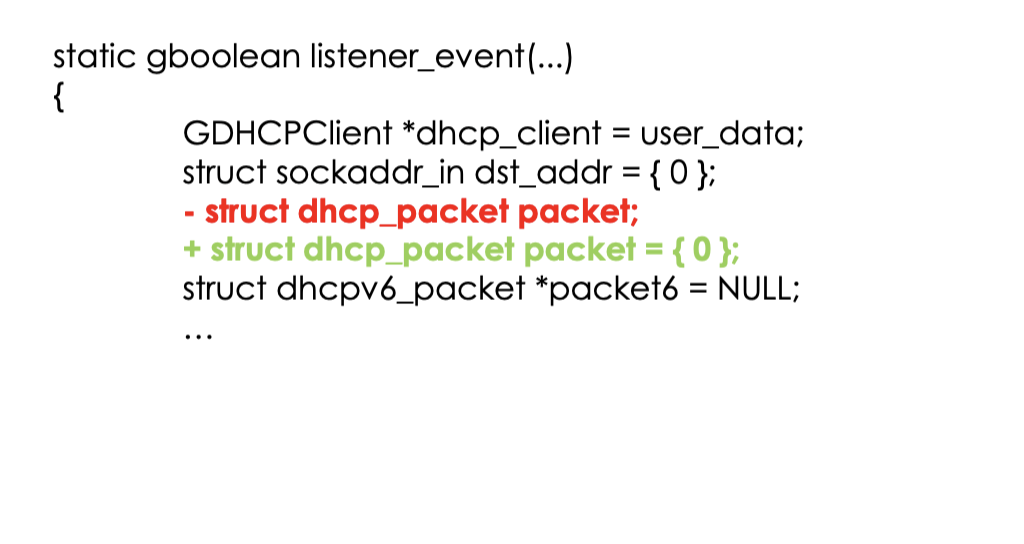 static gboolean listener_event(...)
{
GDHCPClient *dhcp_client = user_data;
struct sockaddr_in dst_addr = { 0 };
- struct dhcp_packet packet;
+ struct dhcp_packet packet = { 0 };
struct dhcpv6_packet *packet6 = NULL;
...